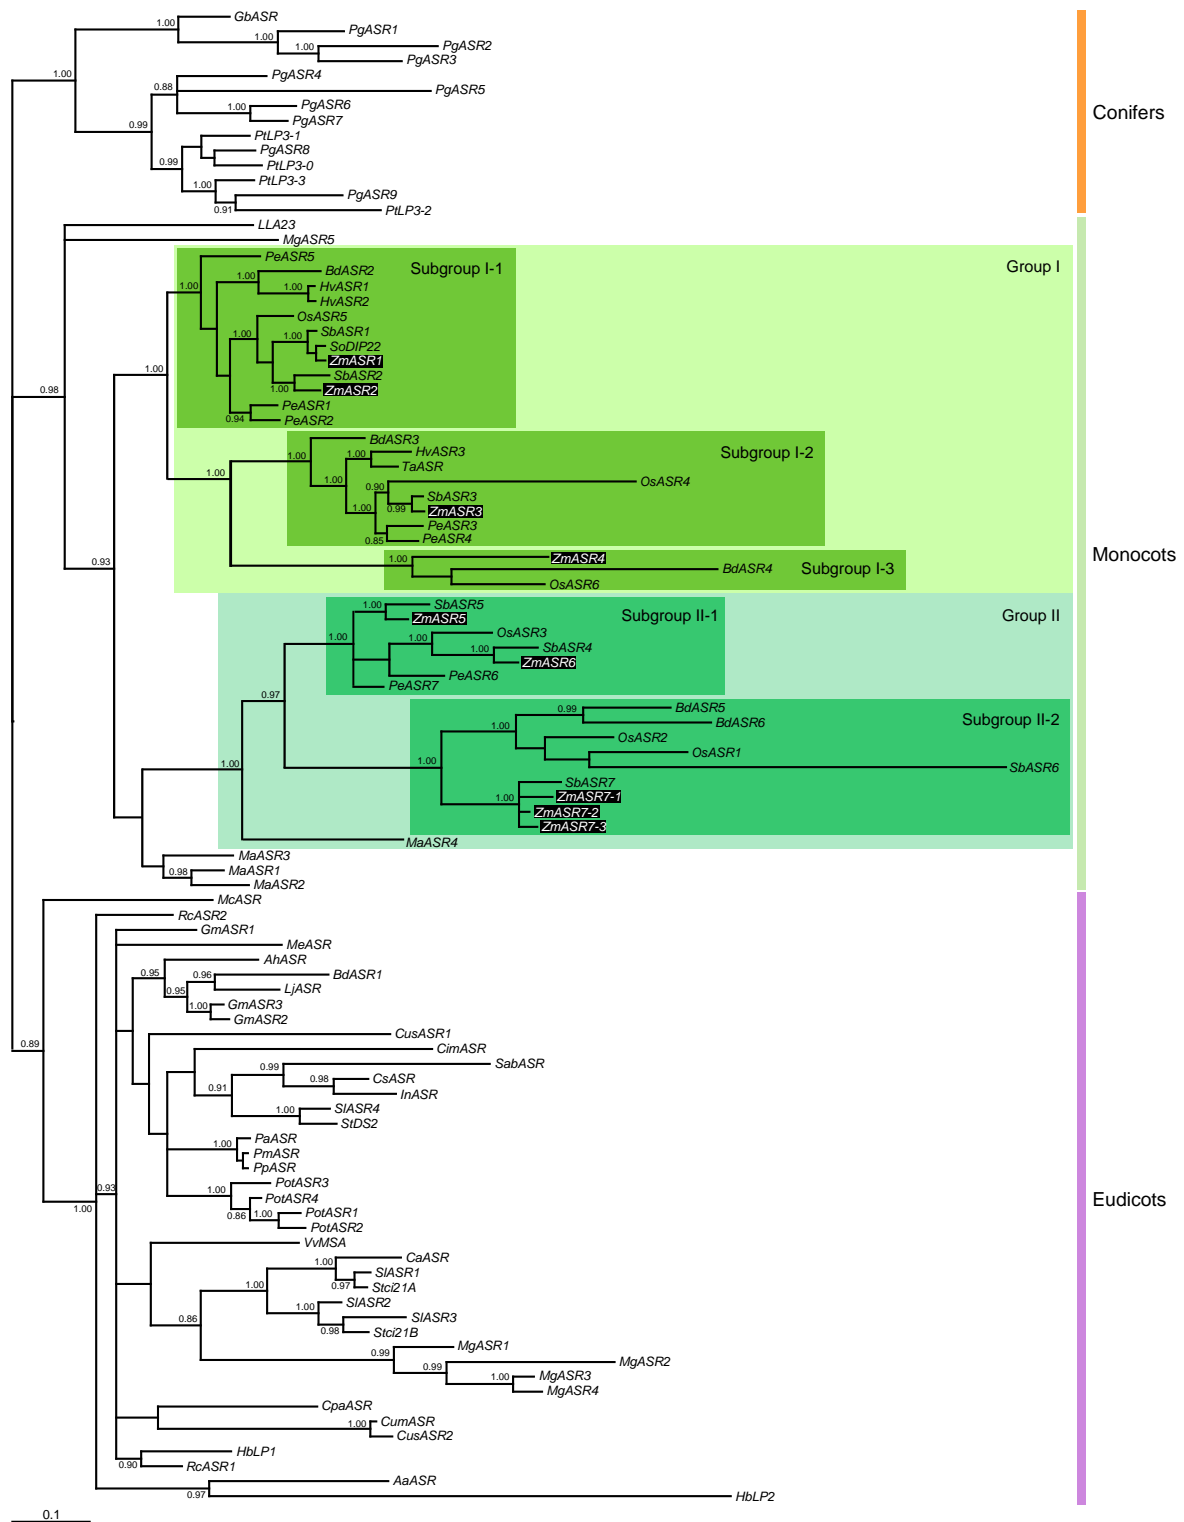 GbASR
1.00
PgASR1
1.00
PgASR2
1.00
PgASR3
1.00
PgASR4
0.88
PgASR5
PgASR6
1.00
PgASR7
0.99
PtLP3-1
PgASR8
0.99
PtLP3-0
PtLP3-3
1.00
PgASR9
0.91
PtLP3-2
Conifers
LLA23
MgASR5
PeASR5
Subgroup I-1
Group I
BdASR2
1.00
HvASR1
1.00
1.00
HvASR2
OsASR5
SbASR1
1.00
1.00
SoDIP22
ZmASR1
1.00
SbASR2
1.00
ZmASR2
0.98
PeASR1
0.94
PeASR2
BdASR3
HvASR3
Subgroup I-2
1.00
1.00
TaASR
1.00
1.00
OsASR4
0.90
SbASR3
0.99
ZmASR3
1.00
PeASR3
0.85
PeASR4
Monocots
ZmASR4
1.00
0.93
BdASR4
Subgroup I-3
OsASR6
SbASR5
1.00
Subgroup II-1
Group II
ZmASR5
OsASR3
1.00
1.00
SbASR4
1.00
ZmASR6
PeASR6
PeASR7
0.97
BdASR5
0.99
BdASR6
Subgroup II-2
1.00
OsASR2
OsASR1
1.00
1.00
SbASR6
SbASR7
ZmASR7-1
1.00
ZmASR7-2
ZmASR7-3
MaASR4
MaASR3
MaASR1
0.98
MaASR2
McASR
RcASR2
GmASR1
MeASR
AhASR
0.95
BdASR1
0.96
LjASR
0.95
GmASR3
1.00
GmASR2
CusASR1
0.89
CimASR
SabASR
0.99
CsASR
0.98
0.91
InASR
SlASR4
1.00
StDS2
PaASR
1.00
PmASR
PpASR
PotASR3
0.93
1.00
PotASR4
1.00
0.86
PotASR1
1.00
PotASR2
Eudicots
VvMSA
CaASR
1.00
SlASR1
0.97
Stci21A
1.00
SlASR2
1.00
SlASR3
0.86
0.98
Stci21B
MgASR1
0.99
MgASR2
0.99
MgASR3
1.00
MgASR4
CpaASR
CumASR
1.00
CusASR2
HbLP1
0.90
RcASR1
AaASR
0.97
HbLP2
0.1